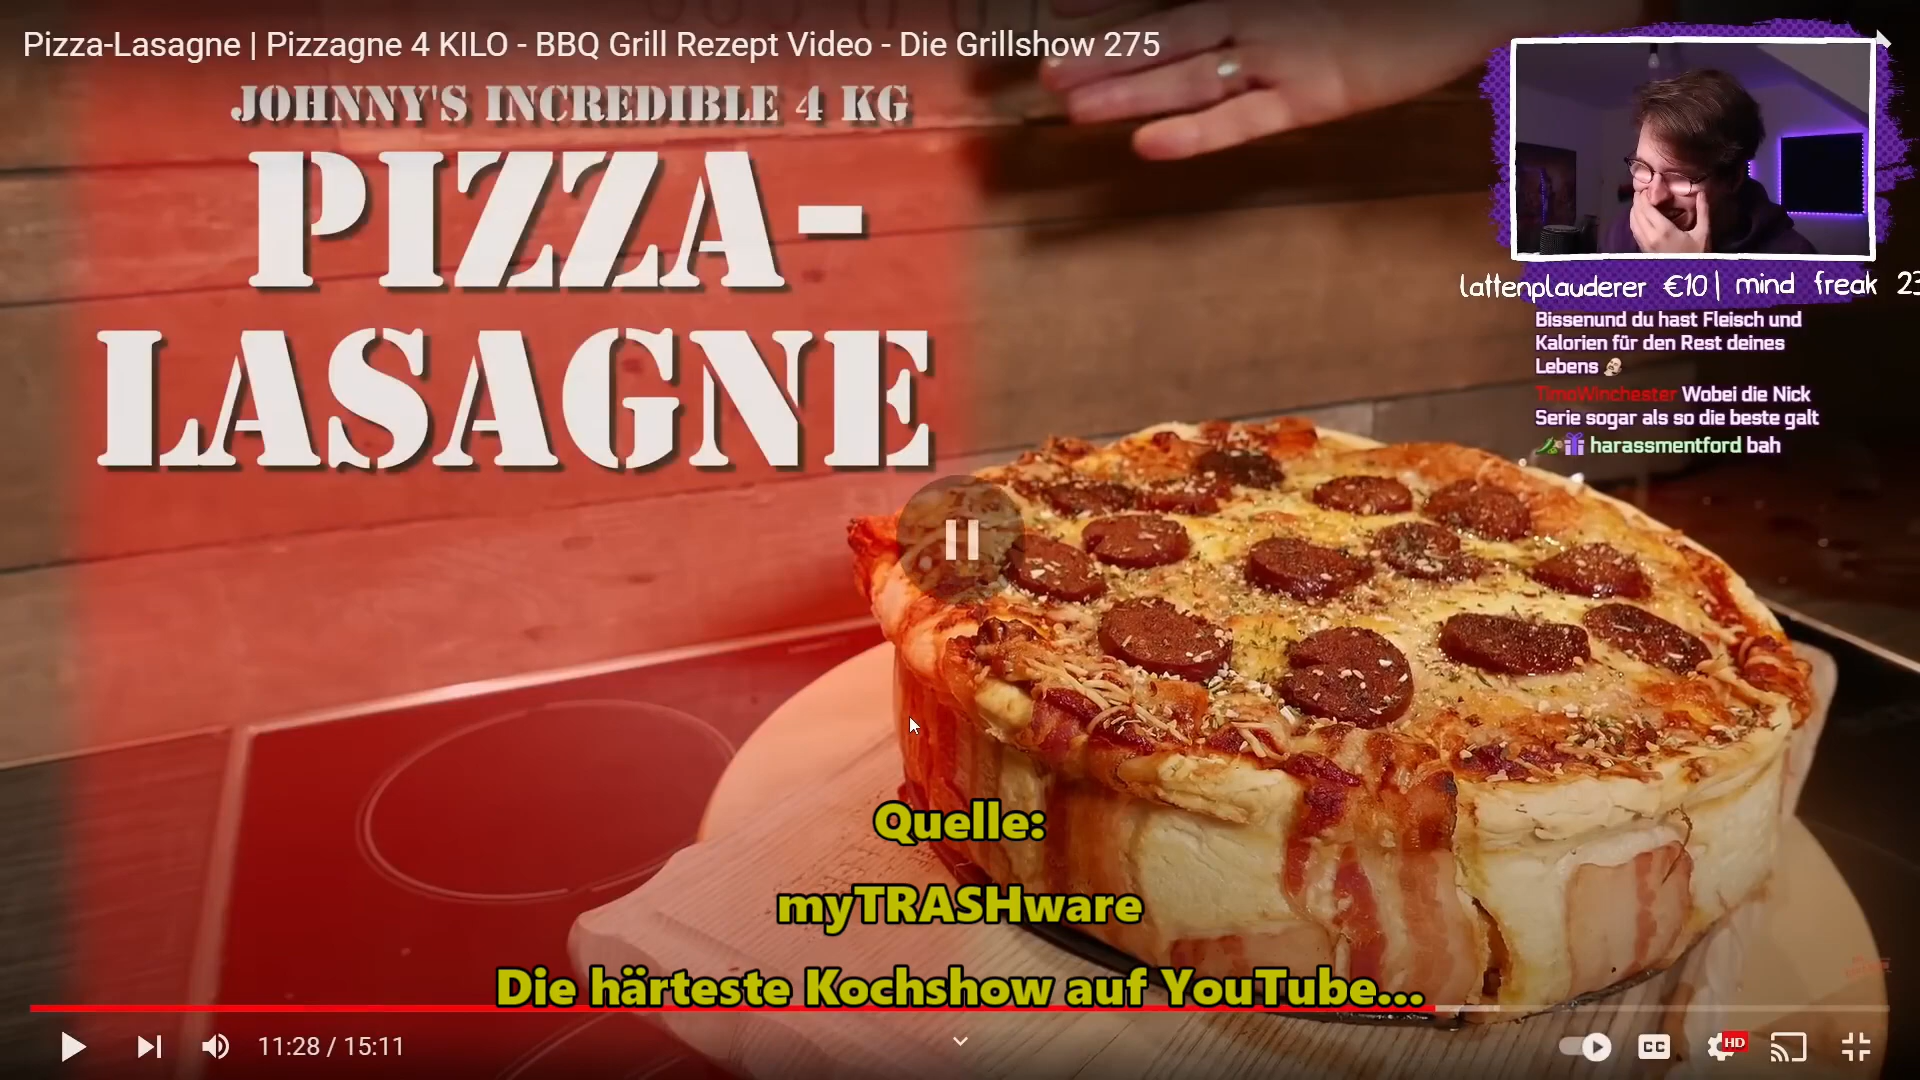 Pizza-Lasagne | Pizzagne 4 KILO - BBQ Grill Rezept Video - Die Grillshow 275
JOHNNY'S INCREDIBLE 4 KG
PIZZA-
LASAGNE
lattenplauderer €10 | mind freak 23
Bissenund du hast Fleisch und
Kalorien für den Rest deines
Lebens
TimoWinchester Wobei die Nick
Serie sogar als so die beste galt
harassmentford bah
Quelle:
myTRASHware
Die härteste Kochshow auf YouTube...
11:28 / 15:11
CC
HD